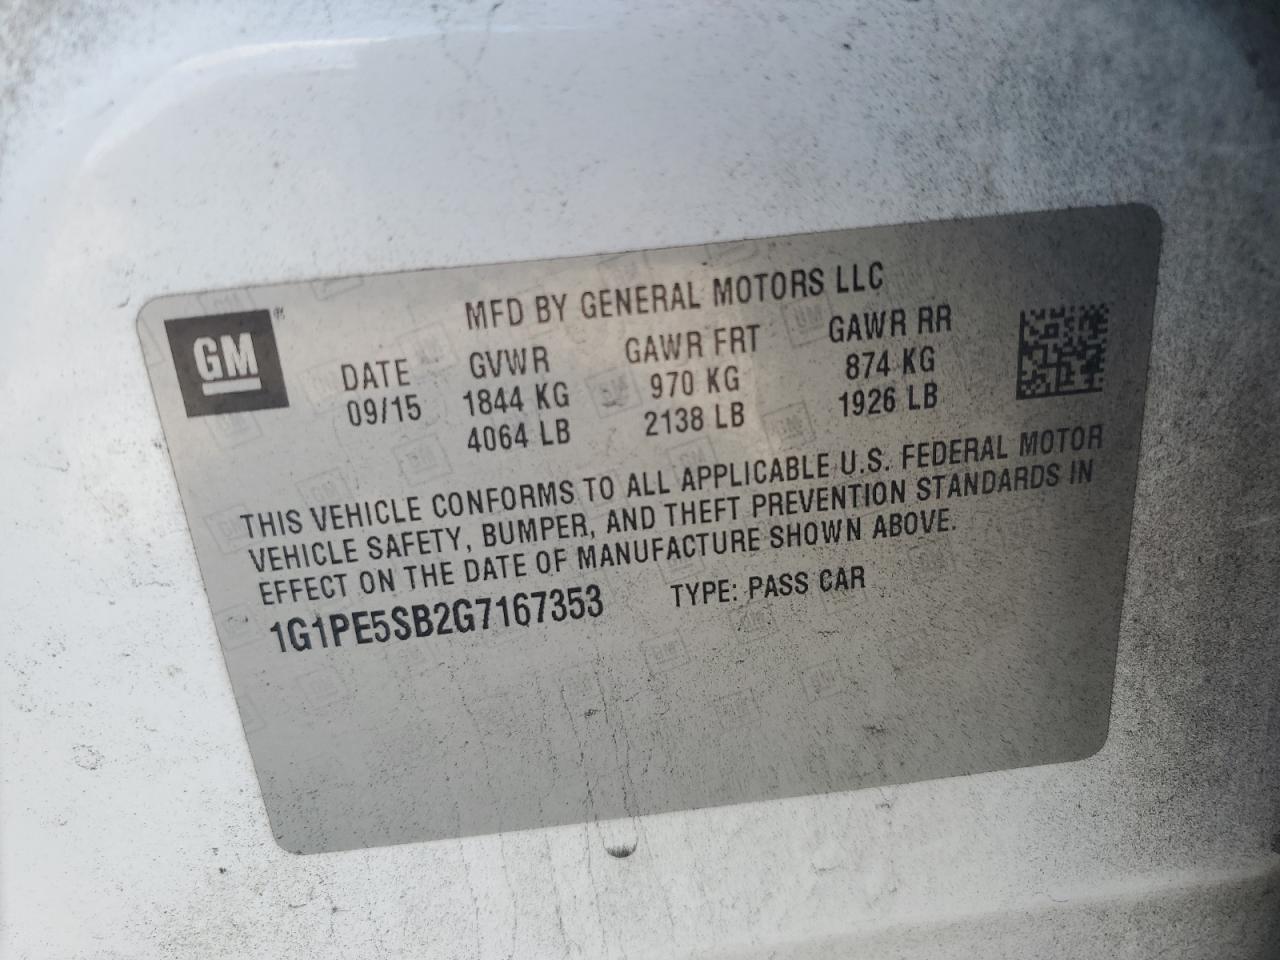 GM®
MFD BY GENERAL MOTORS LLC
DATE GVWR GAWR FRT GAWR RR
09/15 1844 KG 970 KG 874 KG
4064 LB 2138 LB 1926 LB
THIS VEHICLE CONFORMS TO ALL APPLICABLE U.S. FEDERAL MOTOR
VEHICLE SAFETY, BUMPER, AND THEFT PREVENTION STANDARDS IN
EFFECT ON THE DATE OF MANUFACTURE SHOWN ABOVE.
1G1PE5SB2G7167353 TYPE: PASS CAR